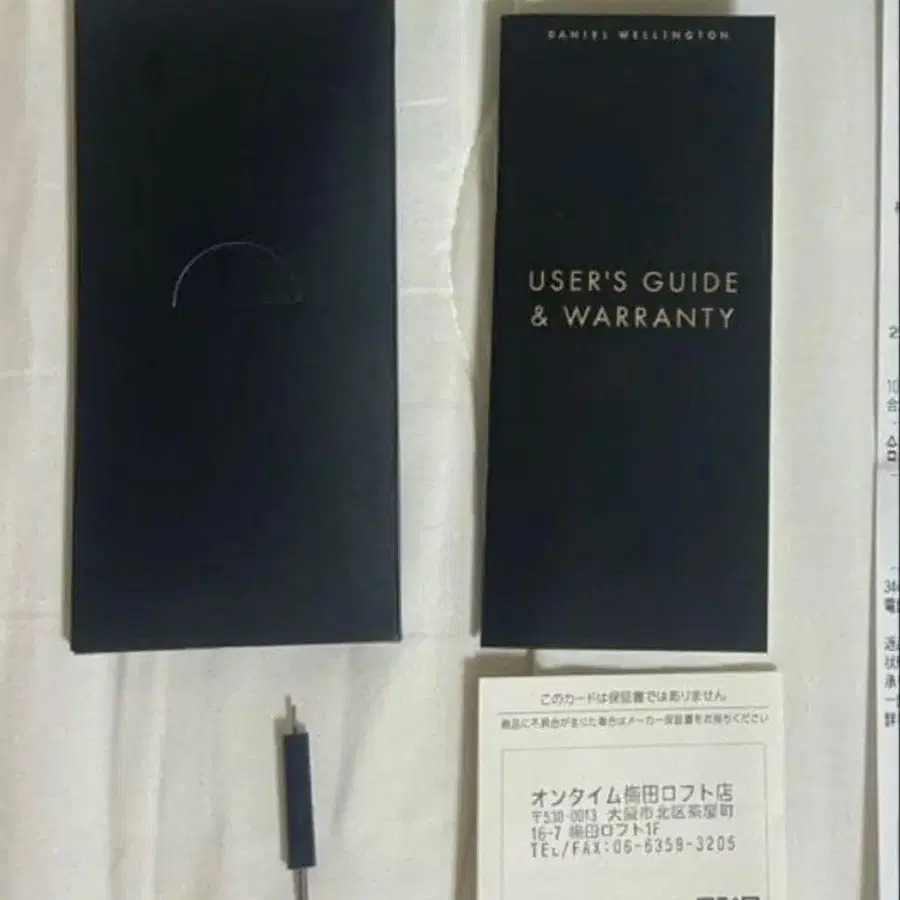 DANIEL WELLINGTON
USER'S GUIDE
& WARRANTY
このカードは保証書ではありません
商品に不具合が生じた場合はメーカー保証書をお持ちください
オンタイム梅田ロフト店
〒530-0013 大阪市北区茶屋町
16-7 梅田ロフト1F
TEL/FAX:06-6359-3205